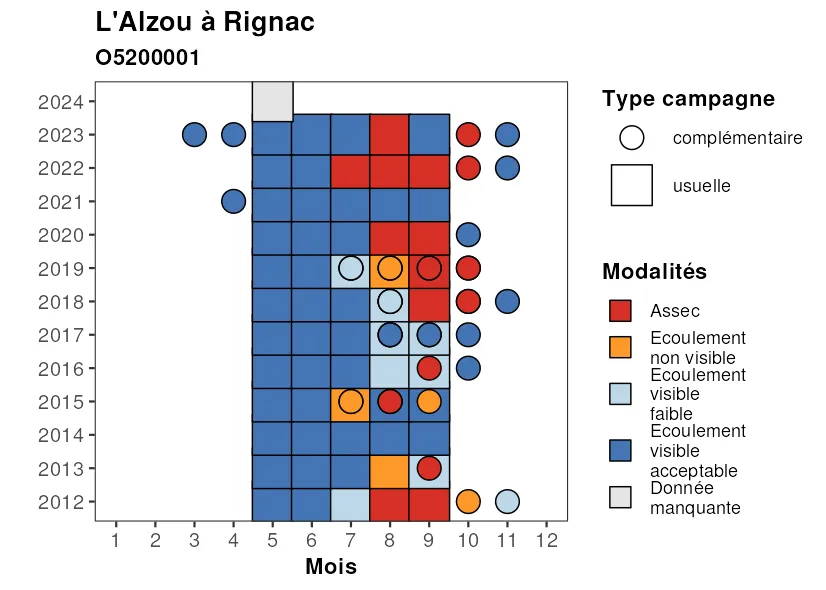 L'Alzou à Rignac
O5200001
2024
2023
2022
2021
2020
2019
2018
2017
2016
2015
2014
2013
2012
1 2 3 4 5 6 7 8 9 10 11 12
Mois
Type campagne
complémentaire
usuelle
Modalités
Assec
Ecoulement
non visible
Ecoulement
visible
faible
Ecoulement
visible
acceptable
Donnée
manquante